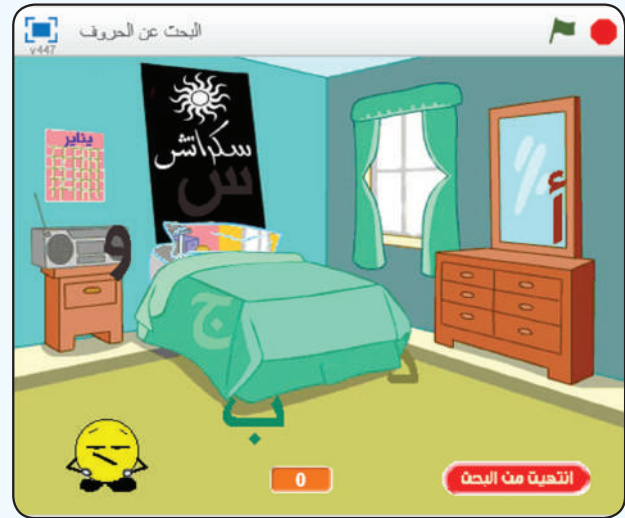 البحث عن الحروف
v447
يناير
سكراتش
س
أ
و
ج
د
ب
0
انتهيت من البحث